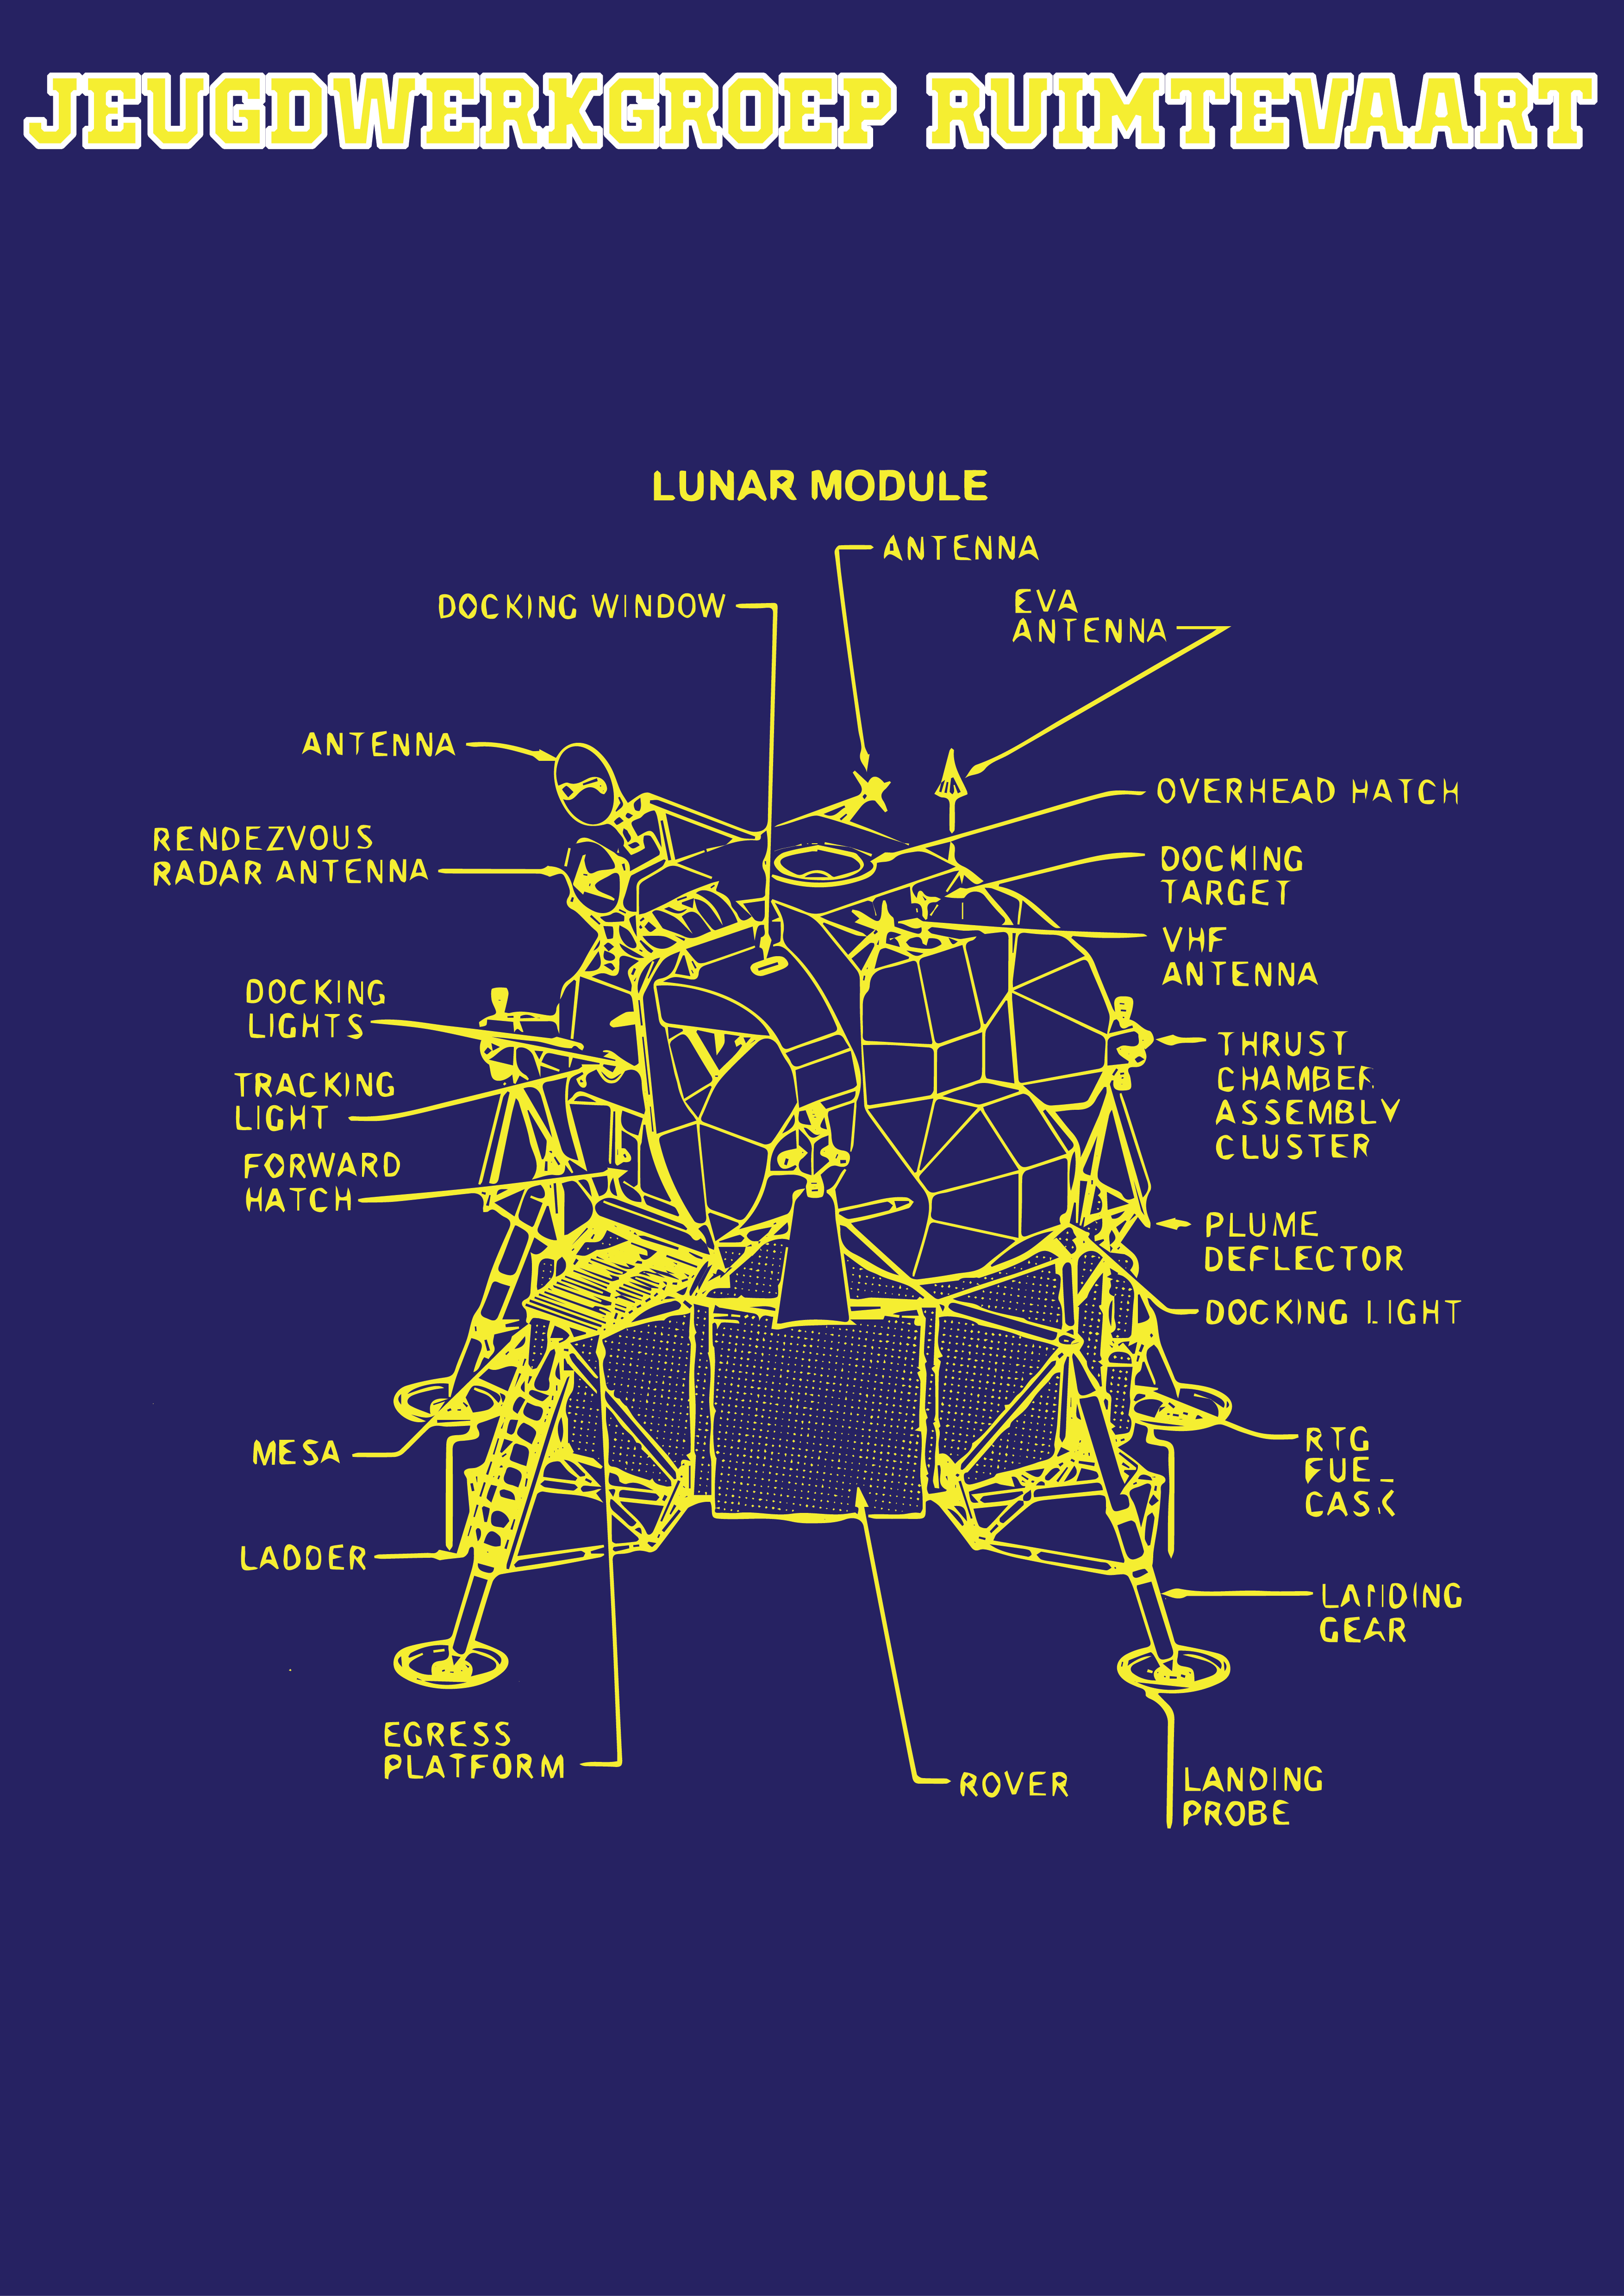 JEUGDWERKGROEP RUIMTEVAART
LUNAR MODULE
ANTENNA
DOCKING WINDOW
EVA
ANTENNA
ANTENNA
OVERHEAD HATCH
RENDEZVOUS
RADAR ANTENNA
DOCKING
TARGET
VHF
ANTENNA
DOCKING
LIGHTS
THRUST
CHAMBER
ASSEMBLY
CLUSTER
TRACKING
LIGHT
FORWARD
HATCH
PLUME
DEFLECTOR
DOCKING LIGHT
MESA
RTG
FUEL
CASK
LADDER
LANDING
GEAR
EGRESS
PLATFORM
ROVER
LANDING
PROBE